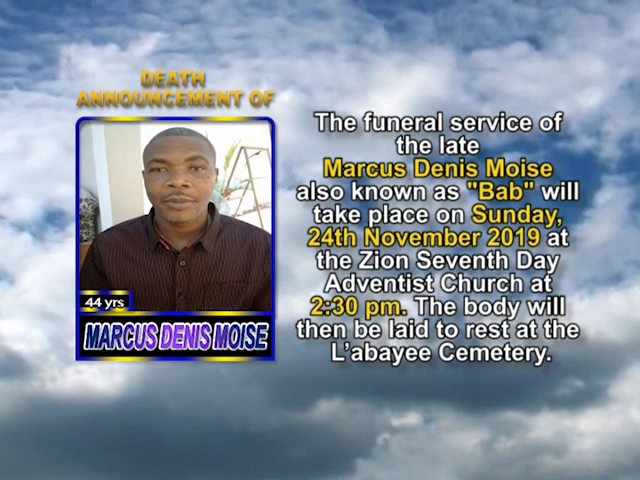 DEATH
ANNOUNCEMENT OF
44 yrs
MARCUS DENIS MOISE
The funeral service of
the late
Marcus Denis Moise
also known as "Bab" will
take place on Sunday,
24th November 2019 at
the Zion Seventh Day
Adventist Church at
2:30 pm. The body will
then be laid to rest at the
L'abayee Cemetery.